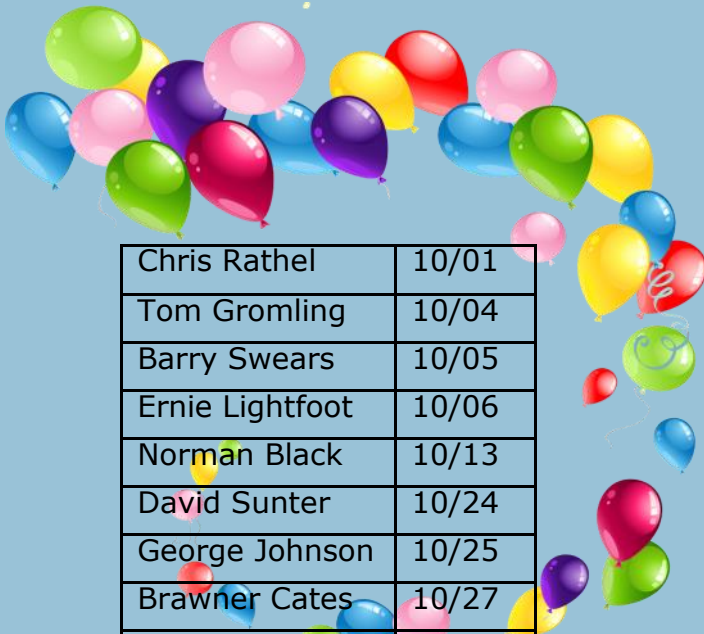 Chris Rathel 10/01
Tom Gromling 10/04
Barry Swears 10/05
Ernie Lightfoot 10/06
Norman Black 10/13
David Sunter 10/24
George Johnson 10/25
Brawner Cates 10/27